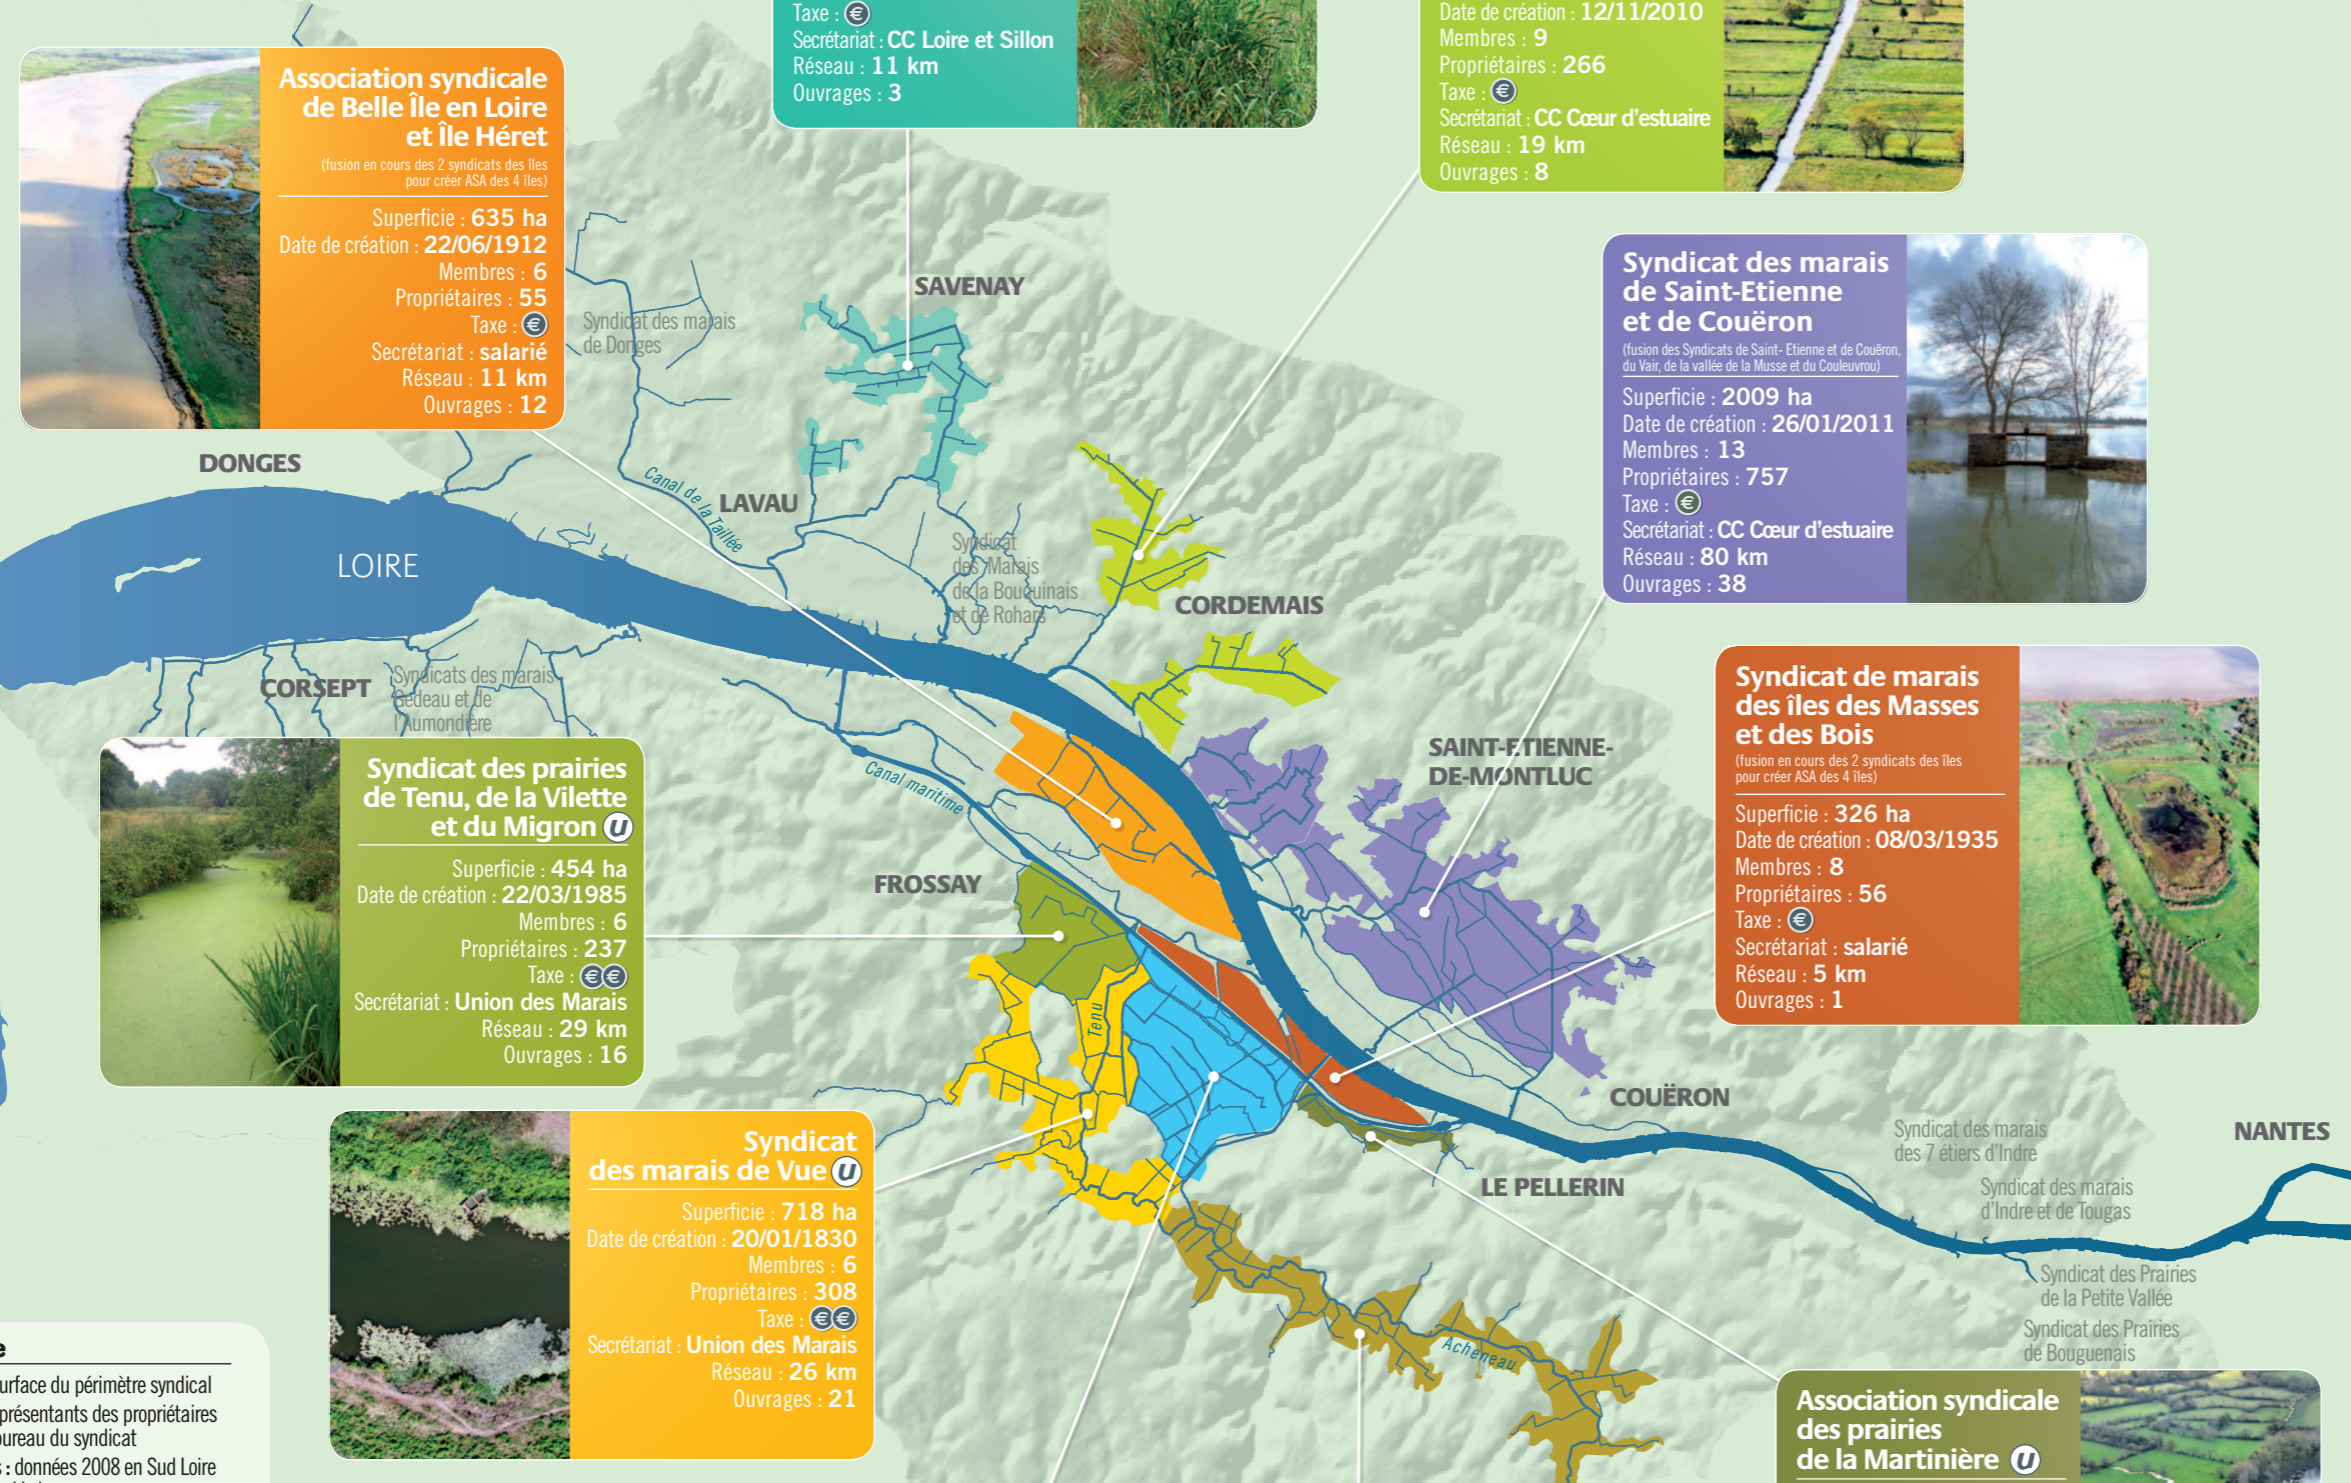 Taxe : €
Secrétariat : CC Loire et Sillon
Réseau : 11 km
Ouvrages : 3
Date de création : 12/11/2010
Membres : 9
Propriétaires : 266
Taxe : €
Secrétariat : CC Cœur d'estuaire
Réseau : 19 km
Ouvrages : 8
Association syndicale
de Belle Île en Loire
et Île Héret
(fusion en cours des 2 syndicats des îles
pour créer ASA des 4 îles)
Superficie : 635 ha
Date de création : 22/06/1912
Membres : 6
Propriétaires : 55
Taxe : €
Secrétariat : salarié
Réseau : 11 km
Ouvrages : 12
Syndicat des marais
de Saint-Etienne
et de Couëron
(fusion des Syndicats de Saint- Etienne et de Couëron,
du Vair, de la vallée de la Musse et du Couleuvrou)
Superficie : 2009 ha
Date de création : 26/01/2011
Membres : 13
Propriétaires : 757
Taxe : €
Secrétariat : CC Cœur d'estuaire
Réseau : 80 km
Ouvrages : 38
SAVENAY
Syndicat des marais
de Donges
DONGES
Canal de la Taillée
LAVAU
LOIRE
Syndicat
des Marais
de la Bouquinais
et de Rohars
CORDEMAIS
CORSEPT
Syndicats des marais
Gedeau et de
l'Aumondière
Canal maritime
SAINT-ETIENNE-
DE-MONTLUC
Syndicat de marais
des îles des Masses
et des Bois
(fusion en cours des 2 syndicats des îles
pour créer ASA des 4 îles)
Superficie : 326 ha
Date de création : 08/03/1935
Membres : 8
Propriétaires : 56
Taxe : €
Secrétariat : salarié
Réseau : 5 km
Ouvrages : 1
Syndicat des prairies
de Tenu, de la Vilette
et du Migron u
Superficie : 454 ha
Date de création : 22/03/1985
Membres : 6
Propriétaires : 237
Taxe : €€
Secrétariat : Union des Marais
Réseau : 29 km
Ouvrages : 16
FROSSAY
Tenu
COUËRON
Syndicat des marais
des 7 étiers d'Indre
NANTES
LE PELLERIN
Syndicat des marais
d'Indre et de Tougas
Syndicat des Prairies
de la Petite Vallée
Syndicat des Prairies
de Bouguenais
Syndicat
des marais de Vue u
Superficie : 718 ha
Date de création : 20/01/1830
Membres : 6
Propriétaires : 308
Taxe : €€
Secrétariat : Union des Marais
Réseau : 26 km
Ouvrages : 21
Acheneau
e
urface du périmètre syndical
présentants des propriétaires
ureau du syndicat
s : données 2008 en Sud Loire
Association syndicale
des prairies
de la Martinière u